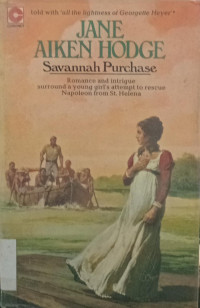 told with 'all the lightness of Georgette Heyer'
JANE
AIKEN HODGE
Savannah Purchase
Romance and intrigue
surround a young girl's attempt to rescue
Napoleon from St. Helena